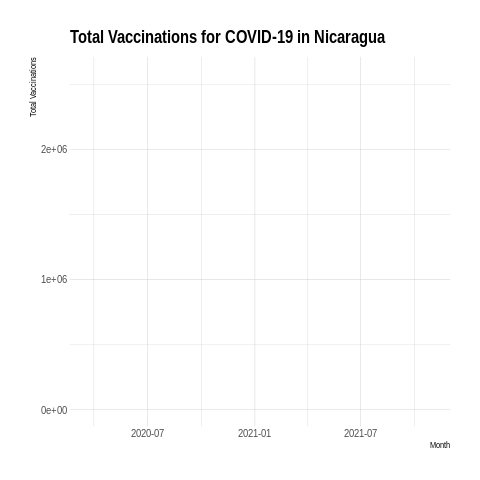 Total Vaccinations for COVID-19 in Nicaragua
Total Vaccinations
2e+06
1e+06
0e+00
2020-07 2021-01 2021-07
Month